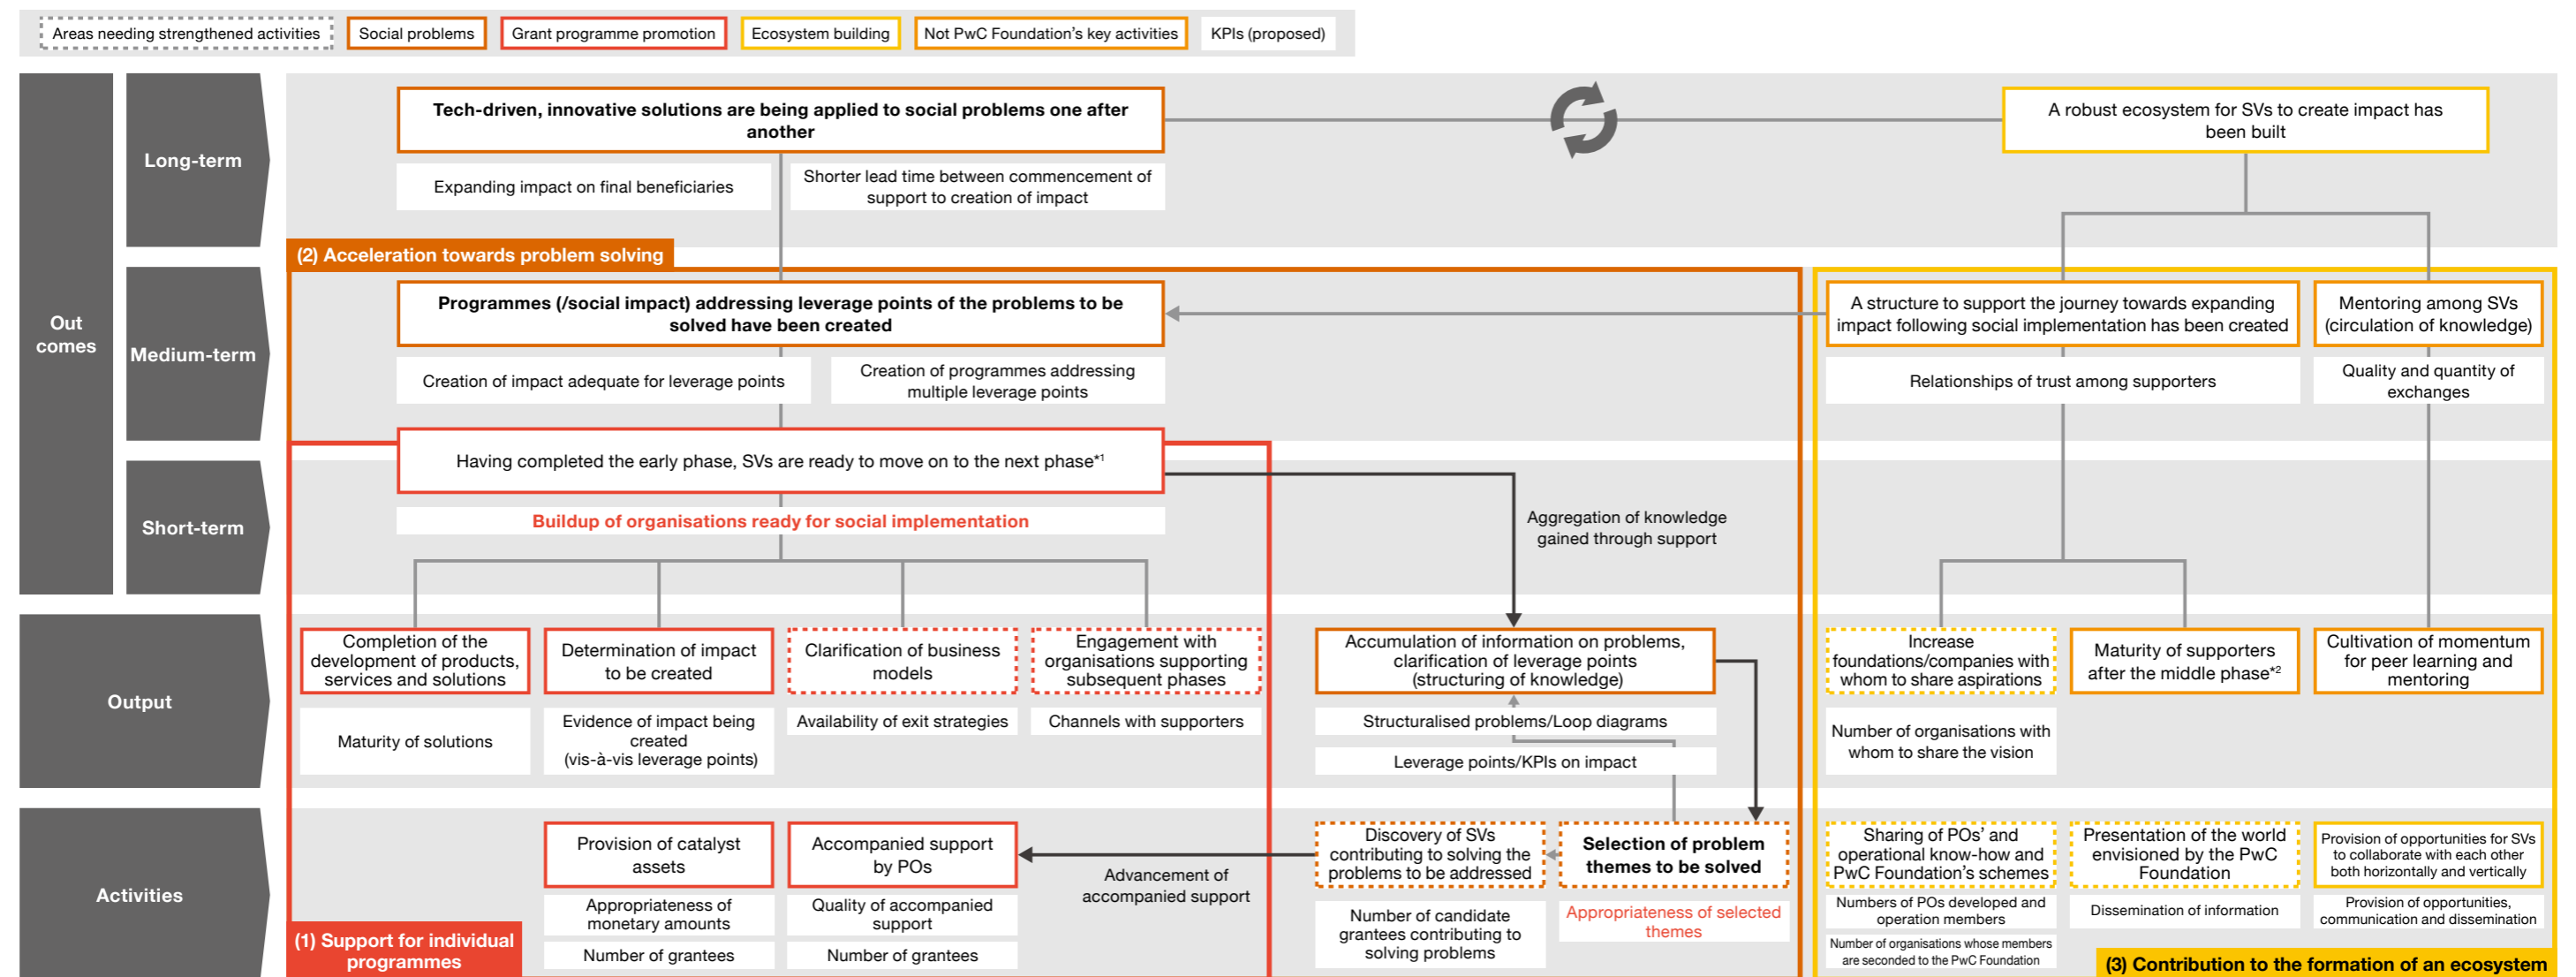 Areas needing strengthened activities
Social problems
Grant programme promotion
Ecosystem building
Not PwC Foundation's key activities
KPIs (proposed)
Out
comes
Long-term
Tech-driven, innovative solutions are being applied to social problems one after
another
A robust ecosystem for SVs to create impact has
been built
Expanding impact on final beneficiaries
Shorter lead time between commencement of
support to creation of impact
(2) Acceleration towards problem solving
Medium-term
Programmes (/social impact) addressing leverage points of the problems to be
solved have been created
A structure to support the journey towards expanding
impact following social implementation has been created
Mentoring among SVs
(circulation of knowledge)
Creation of impact adequate for leverage points
Creation of programmes addressing
multiple leverage points
Relationships of trust among supporters
Quality and quantity of
exchanges
Short-term
Having completed the early phase, SVs are ready to move on to the next phase*1
Buildup of organisations ready for social implementation
Aggregation of knowledge
gained through support
Output
Completion of the
development of products,
services and solutions
Determination of impact
to be created
Clarification of business
models
Engagement with
organisations supporting
subsequent phases
Accumulation of information on problems,
clarification of leverage points
(structuring of knowledge)
Increase
foundations/companies with
whom to share aspirations
Maturity of supporters
after the middle phase*2
Cultivation of momentum
for peer learning and
mentoring
Maturity of solutions
Evidence of impact being
created
(vis-à-vis leverage points)
Availability of exit strategies
Channels with supporters
Structuralised problems/Loop diagrams
Leverage points/KPIs on impact
Number of organisations with
whom to share the vision
Activities
Provision of catalyst
assets
Accompanied support
by POs
Advancement of
accompanied support
Discovery of SVs
contributing to solving the
problems to be addressed
Selection of problem
themes to be solved
Sharing of POs' and
operational know-how and
PwC Foundation's schemes
Presentation of the world
envisioned by the PwC
Foundation
Provision of opportunities for SVs
to collaborate with each other
both horizontally and vertically
Appropriateness of
monetary amounts
Number of grantees
Quality of accompanied
support
Number of grantees
Number of candidate
grantees contributing to
solving problems
Appropriateness of selected
themes
Numbers of POs developed and
operation members
Number of organisations whose members
are seconded to the PwC Foundation
Dissemination of information
Provision of opportunities,
communication and dissemination
(1) Support for individual
programmes
(3) Contribution to the formation of an ecosystem